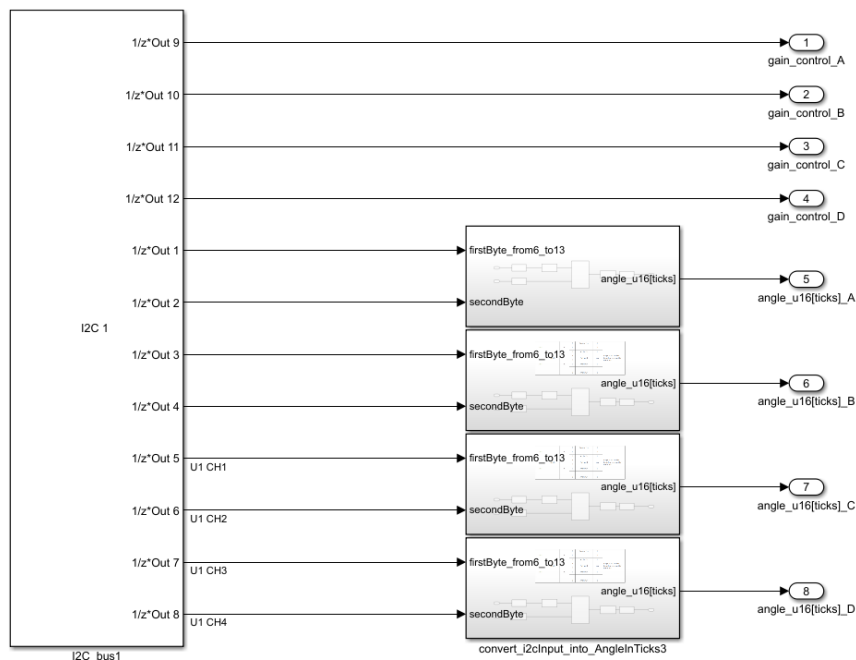 1/z*Out 9
1
gain_control_A
1/z*Out 10
2
gain_control_B
1/z*Out 11
3
gain_control_C
1/z*Out 12
4
gain_control_D
1/z*Out 1
firstByte_from6_to13
angle_u16[ticks]
5
angle_u16[ticks]_A
1/z*Out 2
secondByte
I2C 1
1/z*Out 3
firstByte_from6_to13
angle_u16[ticks]
6
angle_u16[ticks]_B
1/z*Out 4
secondByte
1/z*Out 5
U1 CH1
firstByte_from6_to13
angle_u16[ticks]
7
angle_u16[ticks]_C
1/z*Out 6
U1 CH2
secondByte
1/z*Out 7
U1 CH3
firstByte_from6_to13
angle_u16[ticks]
8
angle_u16[ticks]_D
1/z*Out 8
U1 CH4
secondByte
convert_i2cInput_into_AngleInTicks3
I2C_bus1